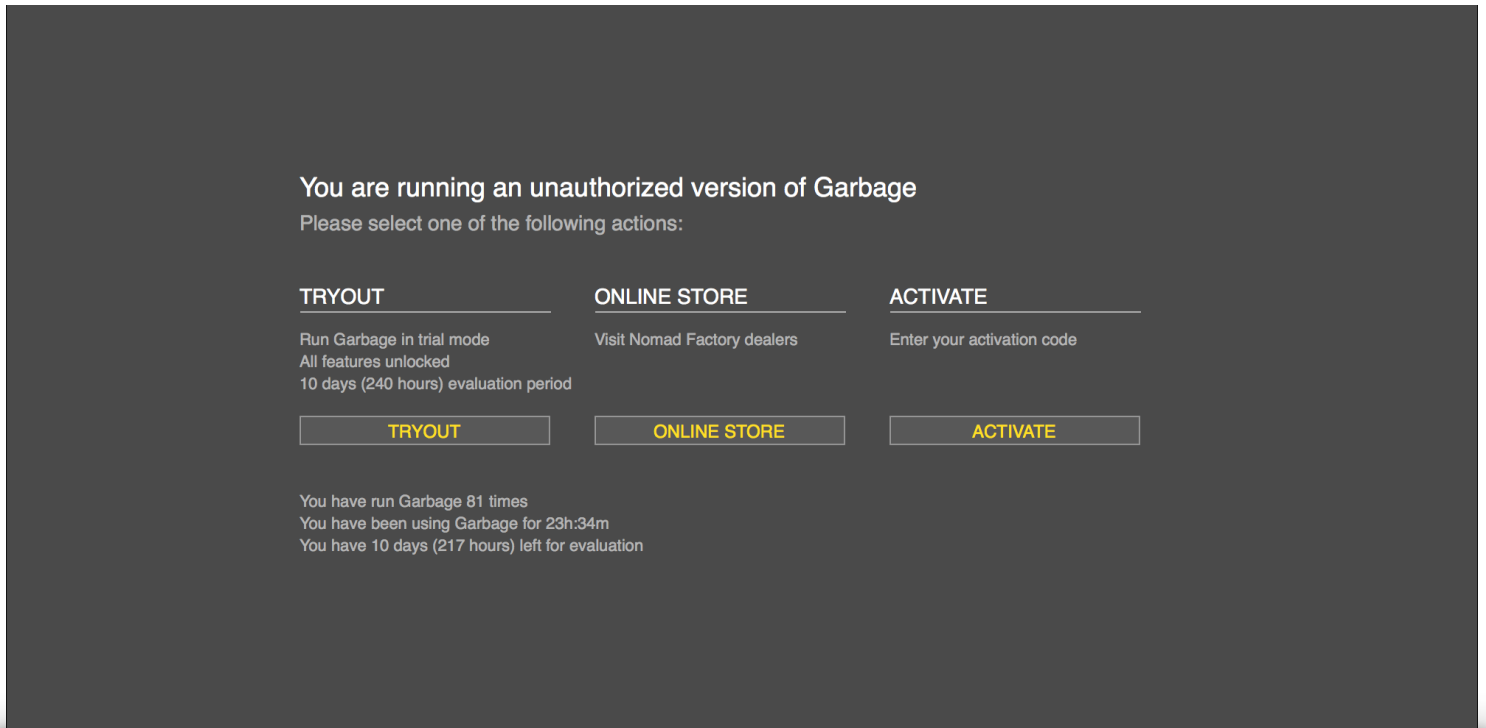 You are running an unauthorized version of Garbage
Please select one of the following actions:
TRYOUT
Run Garbage in trial mode
All features unlocked
10 days (240 hours) evaluation period
TRYOUT
ONLINE STORE
Visit Nomad Factory dealers
ONLINE STORE
ACTIVATE
Enter your activation code
ACTIVATE
You have run Garbage 81 times
You have been using Garbage for 23h:34m
You have 10 days (217 hours) left for evaluation